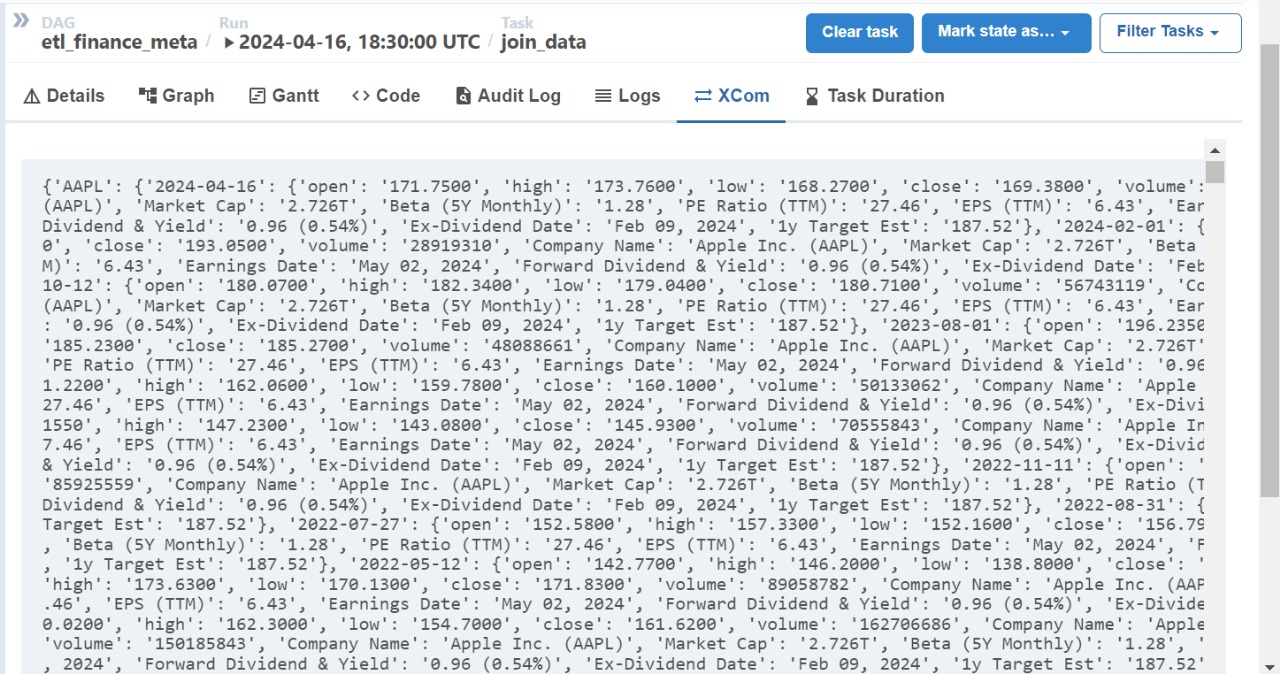 DAG Run Task
etl_finance_meta / 2024-04-16, 18:30:00 UTC / join_data
Clear task Mark state as… Filter Tasks
Details Graph Gantt Code Audit Log Logs XCom Task Duration
{'AAPL': {'2024-04-16': {'open': '171.7500', 'high': '173.7600', 'low': '168.2700', 'close': '169.3800', 'volume':
(AAPL)', 'Market Cap': '2.726T', 'Beta (5Y Monthly)': '1.28', 'PE Ratio (TTM)': '27.46', 'EPS (TTM)': '6.43', 'Ear
Dividend & Yield': '0.96 (0.54%)', 'Ex-Dividend Date': 'Feb 09, 2024', '1y Target Est': '187.52'}, '2024-02-01': {
0', 'close': '193.0500', 'volume': '28919310', 'Company Name': 'Apple Inc. (AAPL)', 'Market Cap': '2.726T', 'Beta
M)': '6.43', 'Earnings Date': 'May 02, 2024', 'Forward Dividend & Yield': '0.96 (0.54%)', 'Ex-Dividend Date': 'Feb
10-12': {'open': '180.0700', 'high': '182.3400', 'low': '179.0400', 'close': '180.7100', 'volume': '56743119', 'Co
(AAPL)', 'Market Cap': '2.726T', 'Beta (5Y Monthly)': '1.28', 'PE Ratio (TTM)': '27.46', 'EPS (TTM)': '6.43', 'Ear
: '0.96 (0.54%)', 'Ex-Dividend Date': 'Feb 09, 2024', '1y Target Est': '187.52'}, '2023-08-01': {'open': '196.2350
'185.2300', 'close': '185.2700', 'volume': '48088661', 'Company Name': 'Apple Inc. (AAPL)', 'Market Cap': '2.726T'
'PE Ratio (TTM)': '27.46', 'EPS (TTM)': '6.43', 'Earnings Date': 'May 02, 2024', 'Forward Dividend & Yield': '0.96
1.2200', 'high': '162.0600', 'low': '159.7800', 'close': '160.1000', 'volume': '50133062', 'Company Name': 'Apple
27.46', 'EPS (TTM)': '6.43', 'Earnings Date': 'May 02, 2024', 'Forward Dividend & Yield': '0.96 (0.54%)', 'Ex-Divi
1550', 'high': '147.2300', 'low': '143.0800', 'close': '145.9300', 'volume': '70555843', 'Company Name': 'Apple In
7.46', 'EPS (TTM)': '6.43', 'Earnings Date': 'May 02, 2024', 'Forward Dividend & Yield': '0.96 (0.54%)', 'Ex-Divid
& Yield': '0.96 (0.54%)', 'Ex-Dividend Date': 'Feb 09, 2024', '1y Target Est': '187.52'}, '2022-11-11': {'open': '
'85925559', 'Company Name': 'Apple Inc. (AAPL)', 'Market Cap': '2.726T', 'Beta (5Y Monthly)': '1.28', 'PE Ratio (T
Dividend & Yield': '0.96 (0.54%)', 'Ex-Dividend Date': 'Feb 09, 2024', '1y Target Est': '187.52'}, '2022-08-31': {
Target Est': '187.52'}, '2022-07-27': {'open': '152.5800', 'high': '157.3300', 'low': '152.1600', 'close': '156.79
, 'Beta (5Y Monthly)': '1.28', 'PE Ratio (TTM)': '27.46', 'EPS (TTM)': '6.43', 'Earnings Date': 'May 02, 2024', 'F
, '1y Target Est': '187.52'}, '2022-05-12': {'open': '142.7700', 'high': '146.2000', 'low': '138.8000', 'close': '
'high': '173.6300', 'low': '170.1300', 'close': '171.8300', 'volume': '89058782', 'Company Name': 'Apple Inc. (AAP
.46', 'EPS (TTM)': '6.43', 'Earnings Date': 'May 02, 2024', 'Forward Dividend & Yield': '0.96 (0.54%)', 'Ex-Divide
0.0200', 'high': '162.3000', 'low': '154.7000', 'close': '161.6200', 'volume': '162706686', 'Company Name': 'Apple
'volume': '150185843', 'Company Name': 'Apple Inc. (AAPL)', 'Market Cap': '2.726T', 'Beta (5Y Monthly)': '1.28', '
, 2024', 'Forward Dividend & Yield': '0.96 (0.54%)', 'Ex-Dividend Date': 'Feb 09, 2024', '1y Target Est': '187.52'